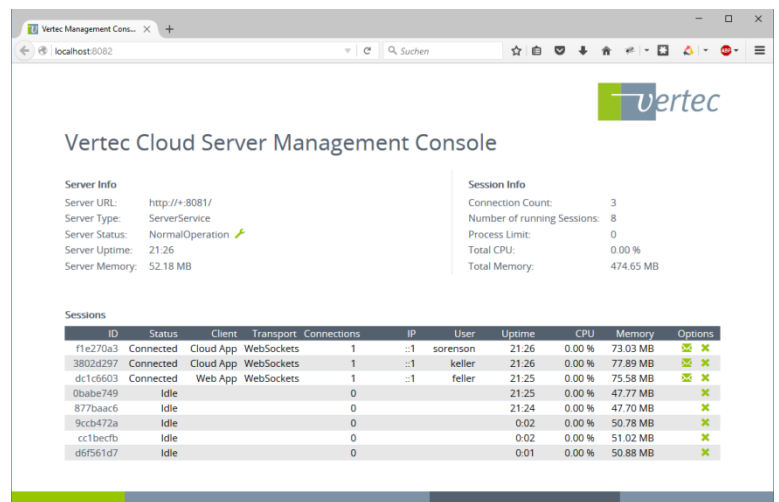 Vertec Management Cons...
localhost:8082
Suchen
ABP
vertec
Vertec Cloud Server Management Console
Server Info
Server URL: http://+:8081/
Server Type: ServerService
Server Status: NormalOperation
Server Uptime: 21:26
Server Memory: 52.18 MB
Session Info
Connection Count: 3
Number of running Sessions: 8
Process Limit: 0
Total CPU: 0.00 %
Total Memory: 474.65 MB
Sessions
ID Status Client Transport Connections IP User Uptime CPU Memory Options
f1e270a3 Connected Cloud App WebSockets 1 ::1 sorenson 21:26 0.00 % 73.03 MB
3802d297 Connected Cloud App WebSockets 1 ::1 keller 21:26 0.00 % 77.89 MB
dc1c6603 Connected Web App WebSockets 1 ::1 feller 21:25 0.00 % 75.58 MB
0babe749 Idle 0 21:25 0.00 % 47.77 MB
877baac6 Idle 0 21:24 0.00 % 47.70 MB
9ccb472a Idle 0 0:02 0.00 % 50.78 MB
cc1becfb Idle 0 0:02 0.00 % 51.02 MB
d6f561d7 Idle 0 0:01 0.00 % 50.88 MB